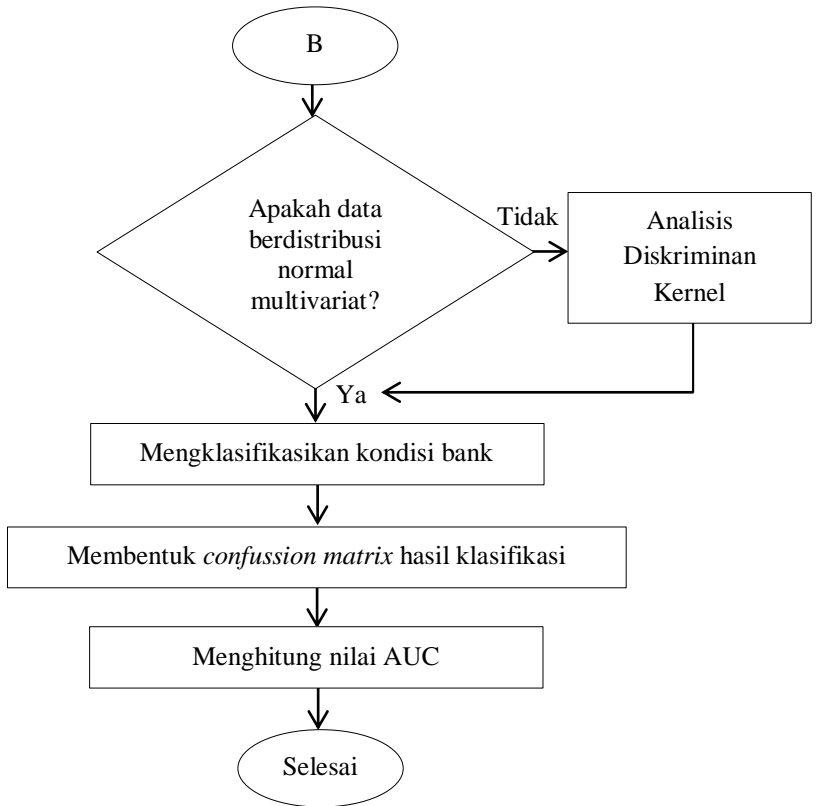 B
Apakah data
berdistribusi
normal
multivariat?
Tidak
Analisis
Diskriminan
Kernel
Ya
Mengklasifikasikan kondisi bank
Membentuk confussion matrix hasil klasifikasi
Menghitung nilai AUC
Selesai